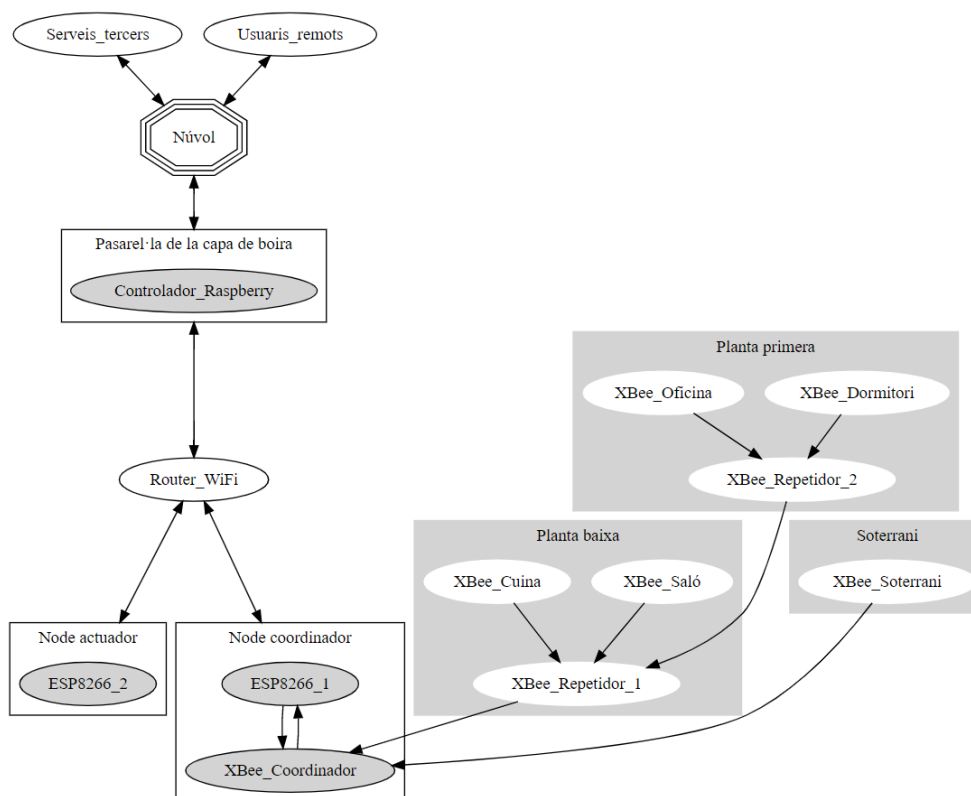 Serveis_tercers
Usuaris_remots
Núvol
Pasarel·la de la capa de boira
Controlador_Raspberry
Planta primera
XBee_Oficina
XBee_Dormitori
XBee_Repetidor_2
Router_WiFi
Planta baixa
Soterrani
XBee_Cuina
XBee_Saló
XBee_Soterrani
Node actuador
Node coordinador
ESP8266_2
ESP8266_1
XBee_Repetidor_1
XBee_Coordinador